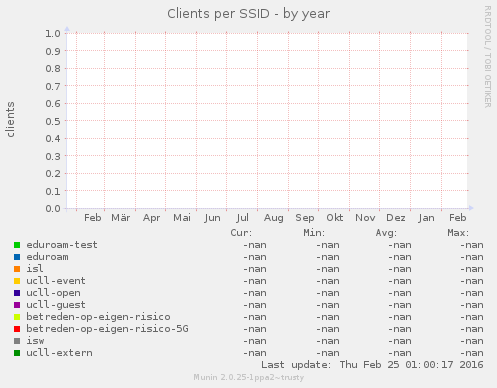 Clients per SSID - by year
RRDTOOL / TOBI OETIKER
clients
1.0
0.9
0.8
0.7
0.6
0.5
0.4
0.3
0.2
0.1
0.0
Feb Mär Apr Mai Jun Jul Aug Sep Okt Nov Dez Jan Feb
Cur: Min: Avg: Max:
eduroam-test -nan -nan -nan -nan
eduroam -nan -nan -nan -nan
isl -nan -nan -nan -nan
ucll-event -nan -nan -nan -nan
ucll-open -nan -nan -nan -nan
ucll-guest -nan -nan -nan -nan
betreden-op-eigen-risico -nan -nan -nan -nan
betreden-op-eigen-risico-5G -nan -nan -nan -nan
isw -nan -nan -nan -nan
ucll-extern -nan -nan -nan -nan
Last update: Thu Feb 25 01:00:17 2016
Munin 2.0.25-1ppa2~trusty